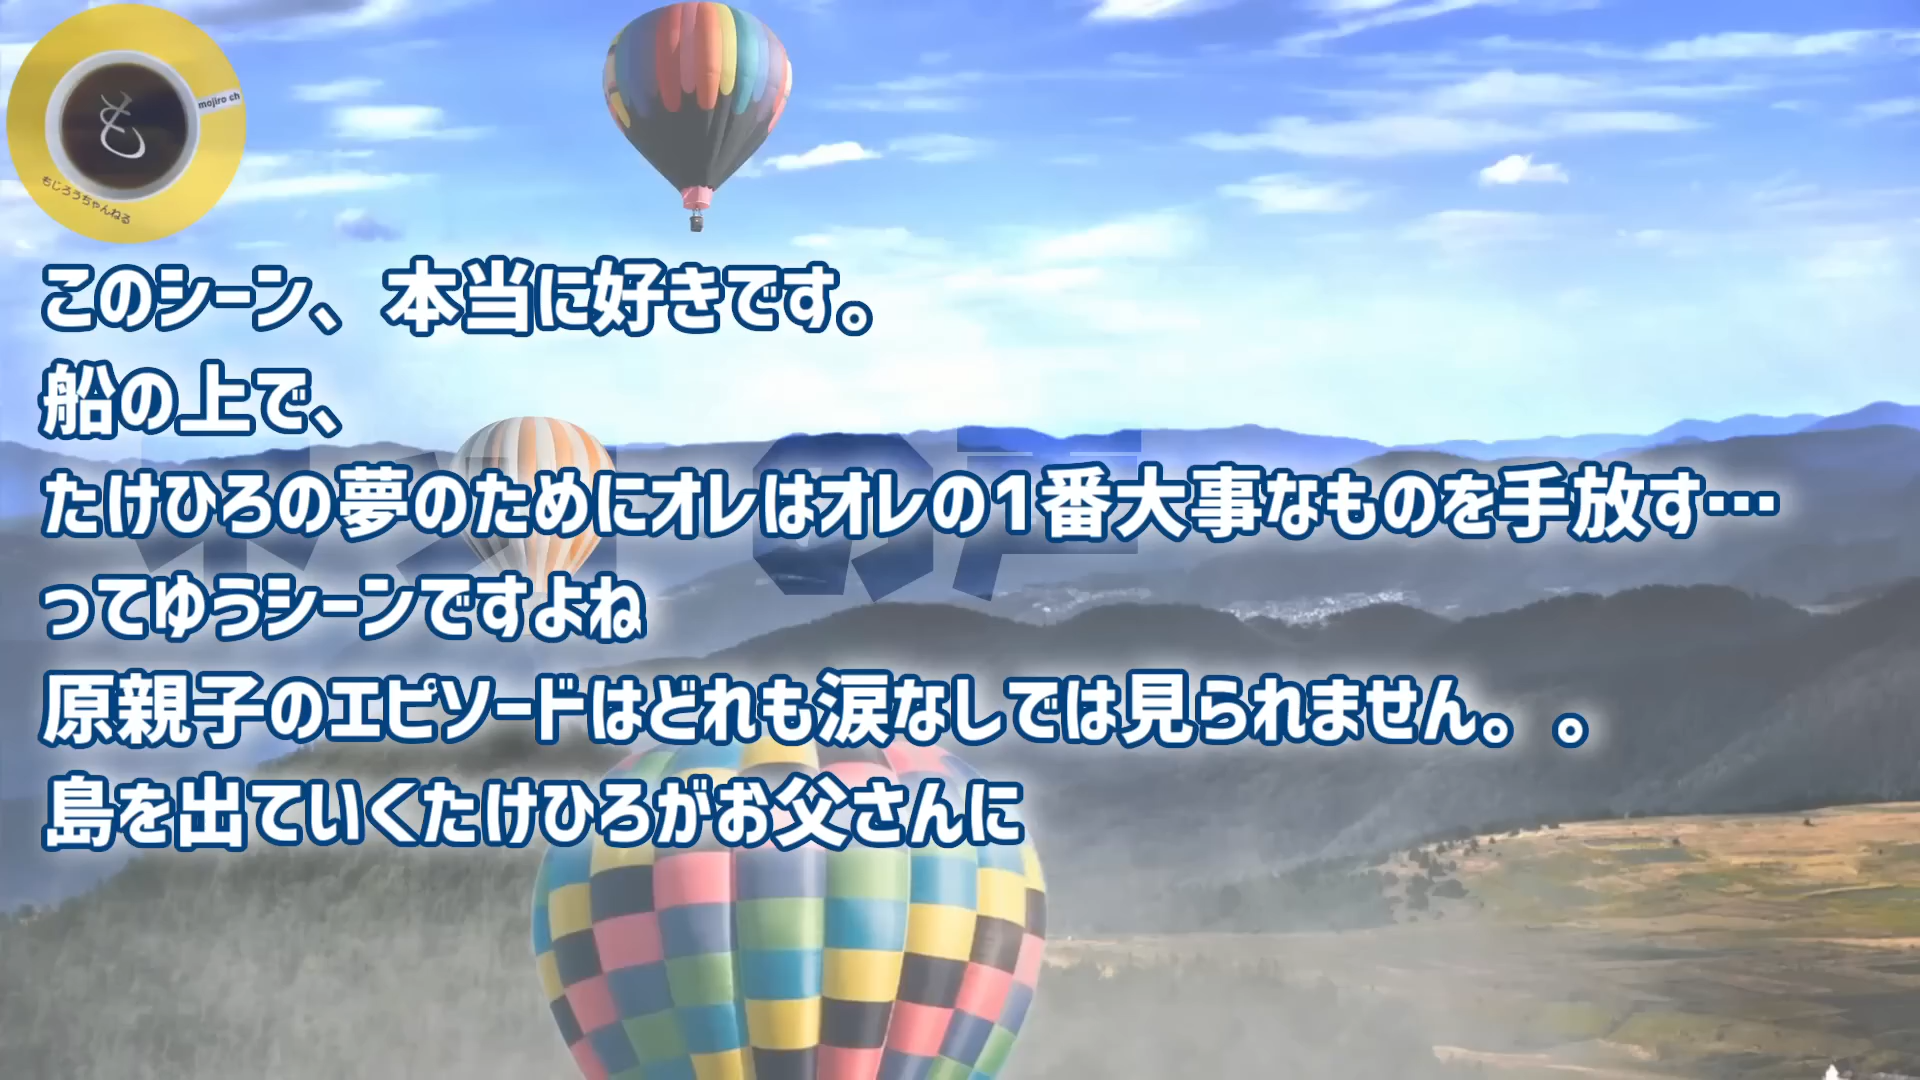 も
mojiro ch
もじろうちゃんねる
このシーン、本当に好きです。
船の上で、
たけひろの夢のためにオレはオレの1番大事なものを手放す…
ってゆうシーンですよね
原親子のエピソードはどれも涙なしでは見られません。。
島を出ていくたけひろがお父さんに